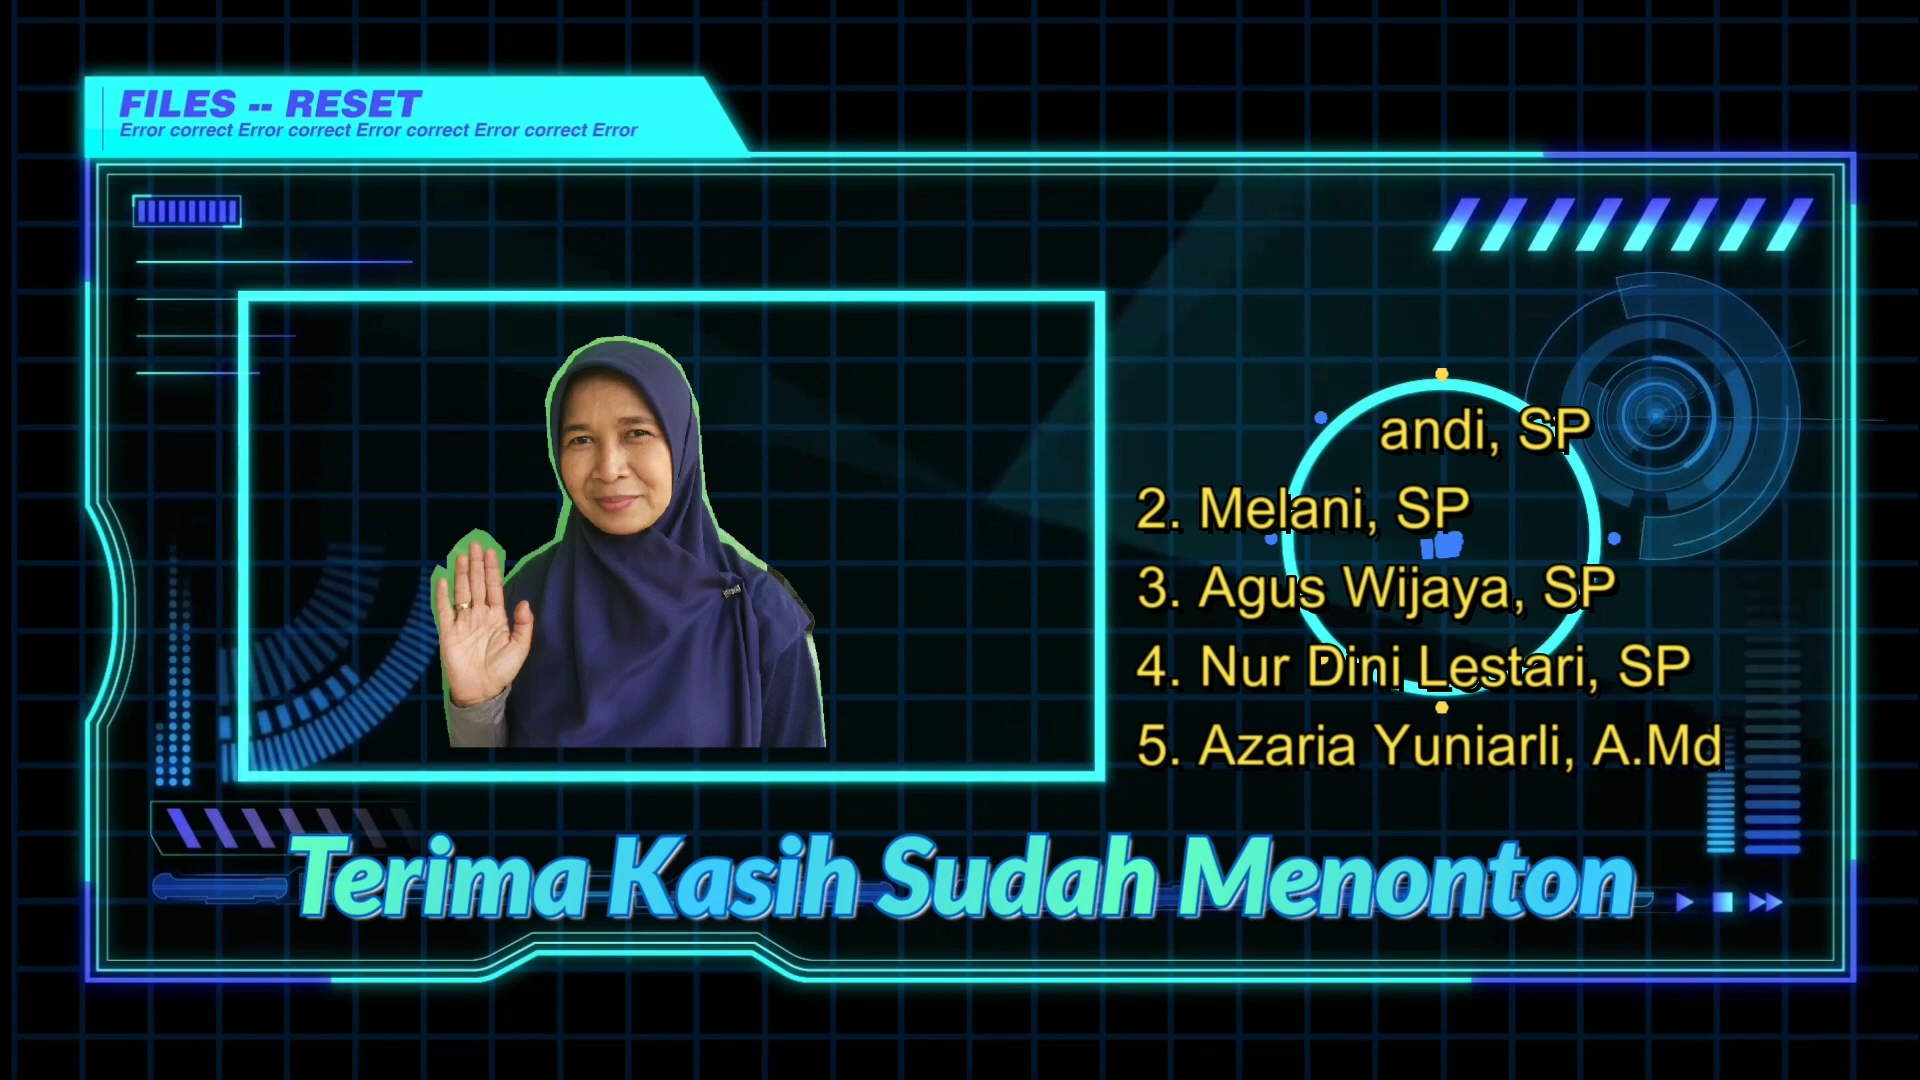 FILES -- RESET
Error correct Error correct Error correct Error correct Error
andi, SP
2. Melani, SP
3. Agus Wijaya, SP
4. Nur Dini Lestari, SP
5. Azaria Yuniarli, A.Md
Terima Kasih Sudah Menonton